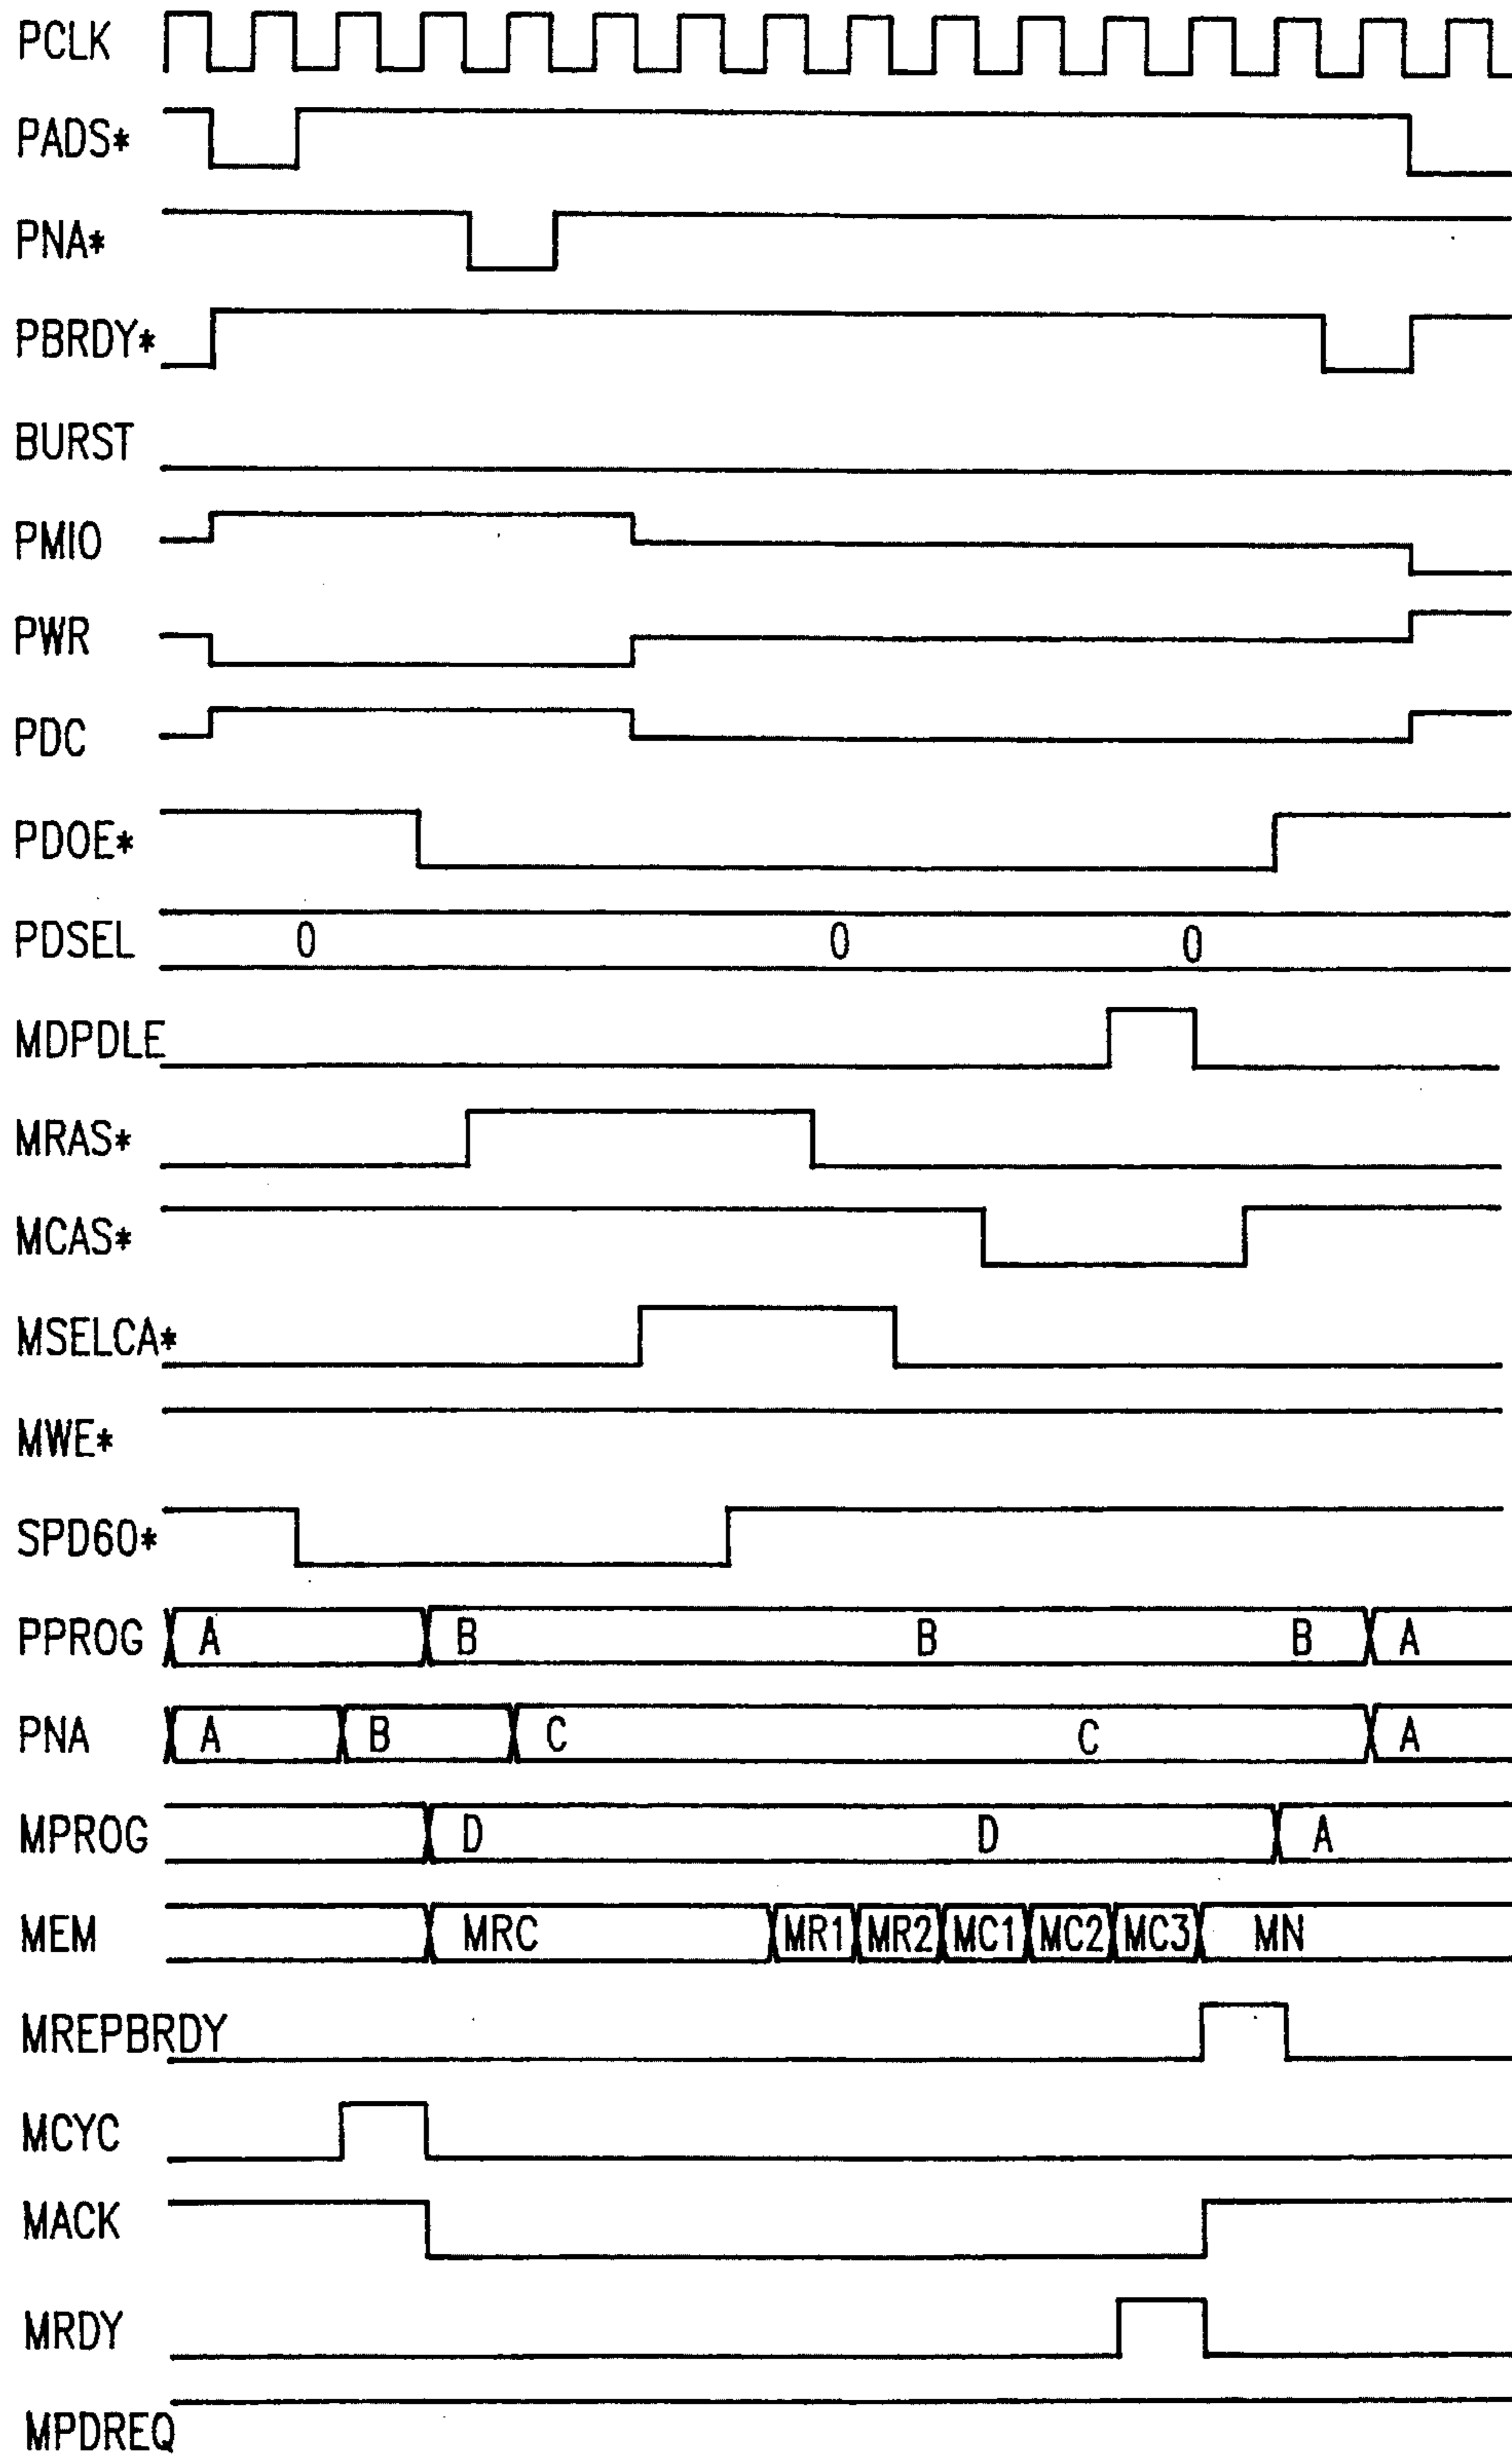 PCLK
PADS*
PNA*
PBRDY*
BURST
PMIO
PWR
PDC
PDOE*
PDSEL 0 0 0
MDPDLE
MRAS*
MCAS*
MSELCA*
MWE*
SPD60*
PPROG A B B B A
PNA A B C C A
MPROG D D A
MEM MRC MR1 MR2 MC1 MC2 MC3 MN
MREPBRDY
MCYC
MACK
MRDY
MPDREQ